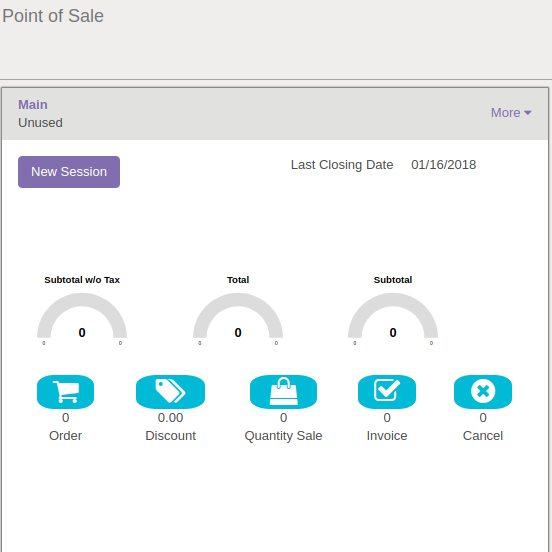 Point of Sale
Main
Unused
More
New Session
Last Closing Date 01/16/2018
Subtotal w/o Tax
0
0 0
Total
0
0 0
Subtotal
0
0 0
0
Order
0.00
Discount
0
Quantity Sale
0
Invoice
0
Cancel